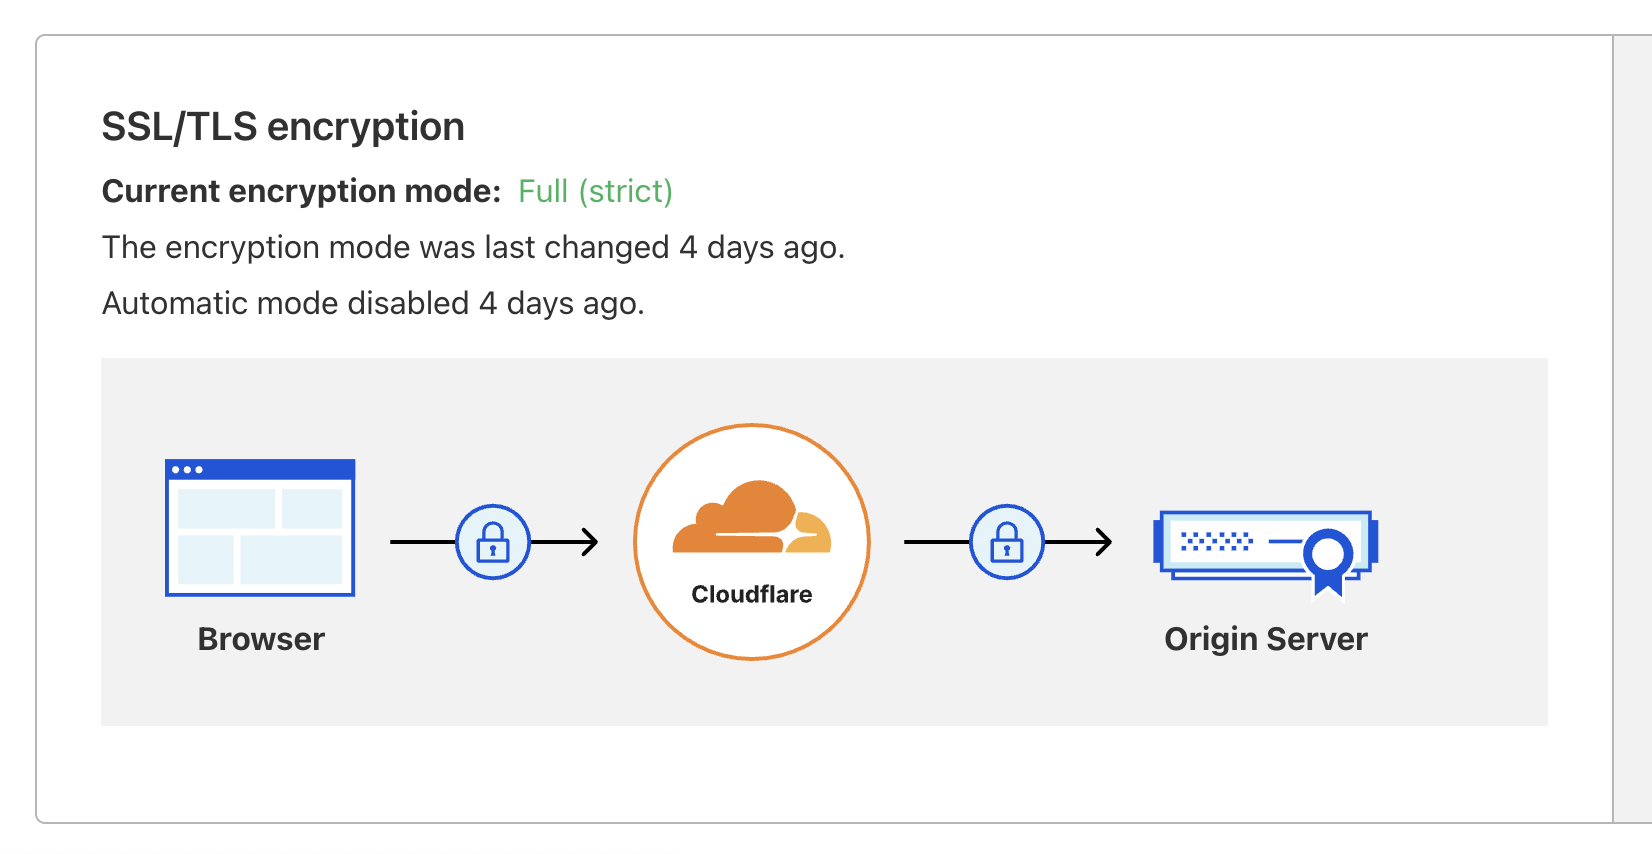 SSL/TLS encryption
Current encryption mode: Full (strict)
The encryption mode was last changed 4 days ago.
Automatic mode disabled 4 days ago.
Cloudflare
Browser
Origin Server